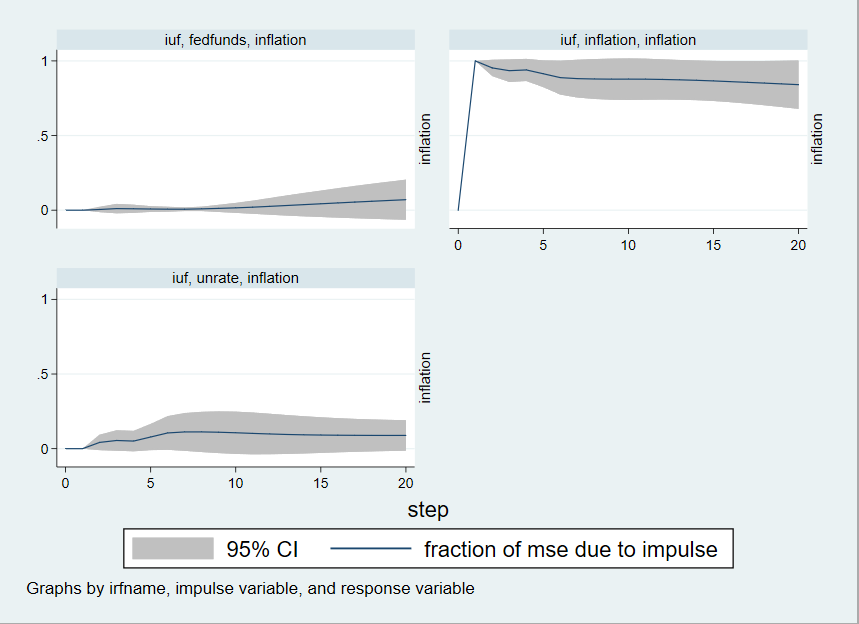 iuf, fedfunds, inflation
1
.5
0
inflation
iuf, inflation, inflation
inflation
0 5 10 15 20
iuf, unrate, inflation
1
.5
0
inflation
0 5 10 15 20
step
95% CI fraction of mse due to impulse
Graphs by irfname, impulse variable, and response variable